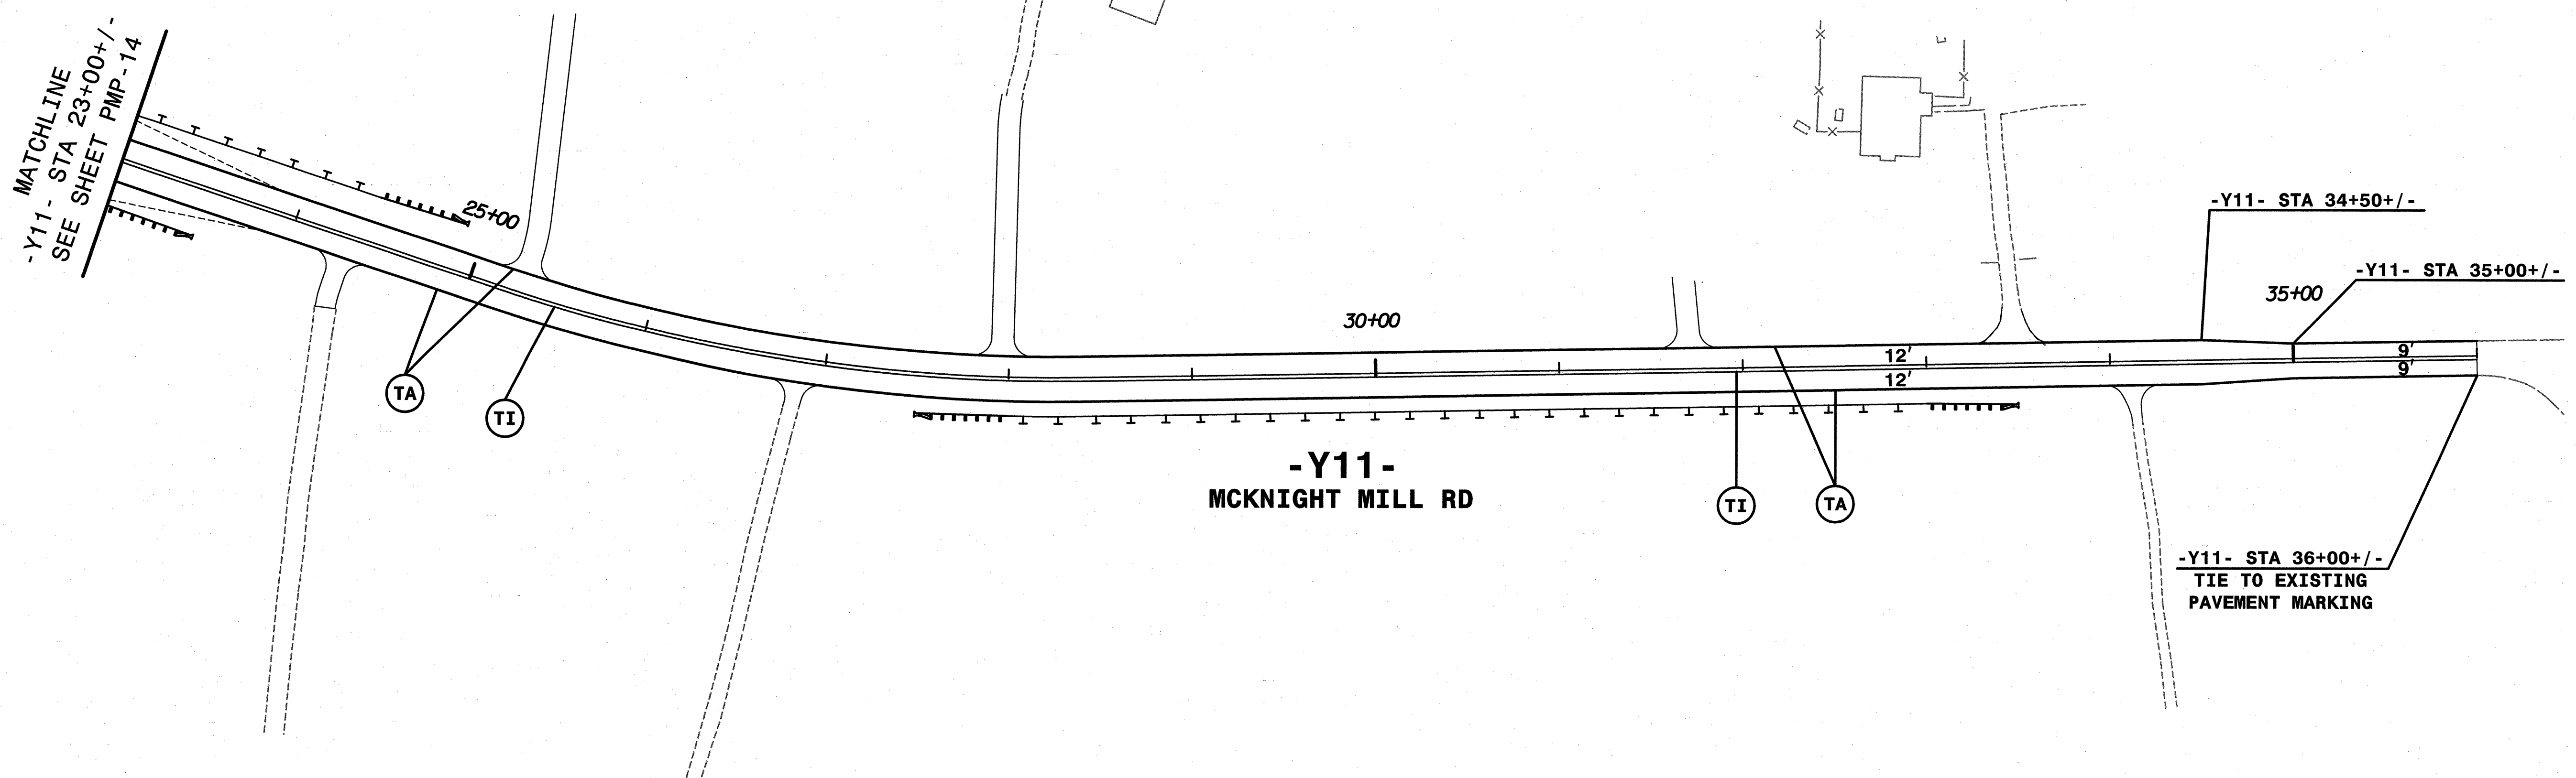 MATCHLINE
-Y11- STA 23+00+/-
SEE SHEET PMP-14
25+00
TA
TI
30+00
-Y11-
MCKNIGHT MILL RD
TI
TA
12'
12'
-Y11- STA 34+50+/-
-Y11- STA 35+00+/-
35+00
9'
9'
-Y11- STA 36+00+/-
TIE TO EXISTING
PAVEMENT MARKING